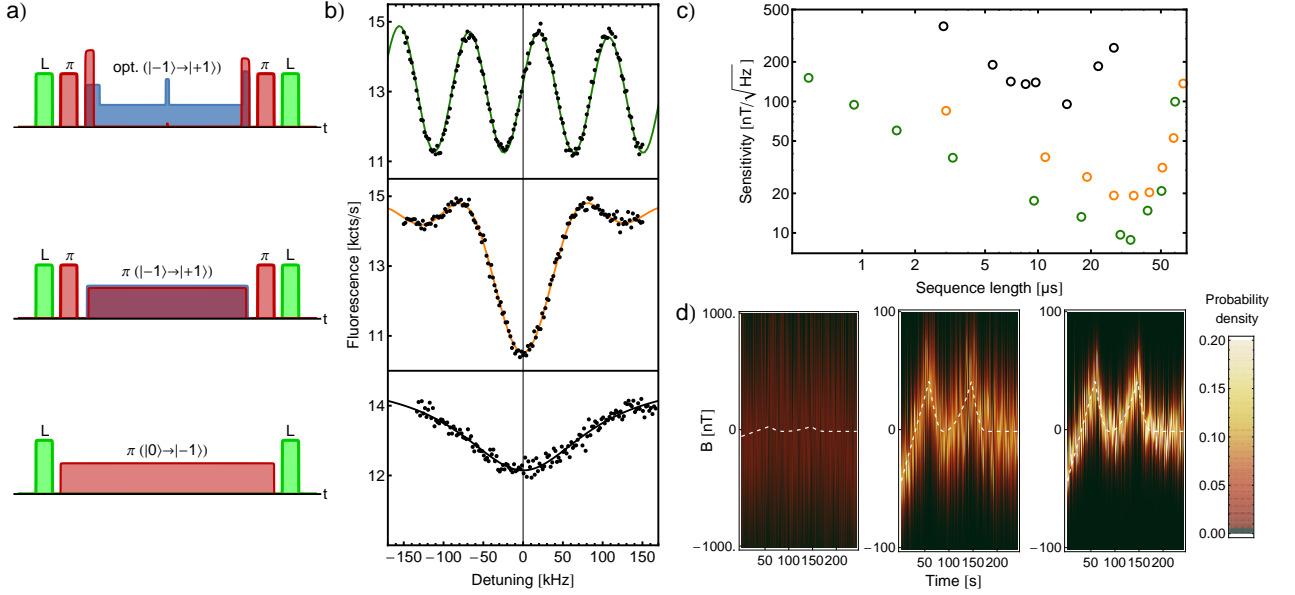 a)
L π opt. (|−1⟩→|+1⟩) π L
t
L π π (|−1⟩→|+1⟩) π L
t
L π (|0⟩→|−1⟩) L
t
b)
15
13
11
15
13
11
14
12
Fluorescence [kcts/s]
−150 −100 −50 0 50 100 150
Detuning [kHz]
c)
500
200
100
50
20
10
Sensitivity [nT/√Hz]
1 2 5 10 20 50
Sequence length [µs]
d)
1000.
0
−1000.
B [nT]
50 100 150 200
100
0
−100
50 100 150 200
100
0
−100
50 100 150 200
Time [s]
Probability
density
0.20
0.15
0.10
0.05
0.00